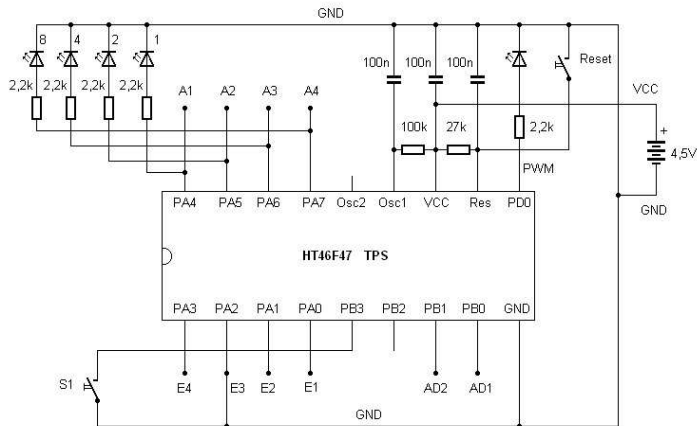 GND
8 4 2 1
2,2k 2,2k 2,2k 2,2k
A1 A2 A3 A4
100n 100n 100n
Reset
VCC
100k 27k 2,2k
+
4,5V
PWM
GND
PA4 PA5 PA6 PA7 Osc2 Osc1 VCC Res PD0
HT46F47 TPS
PA3 PA2 PA1 PA0 PB3 PB2 PB1 PB0 GND
S1
E4 E3 E2 E1 AD2 AD1
GND